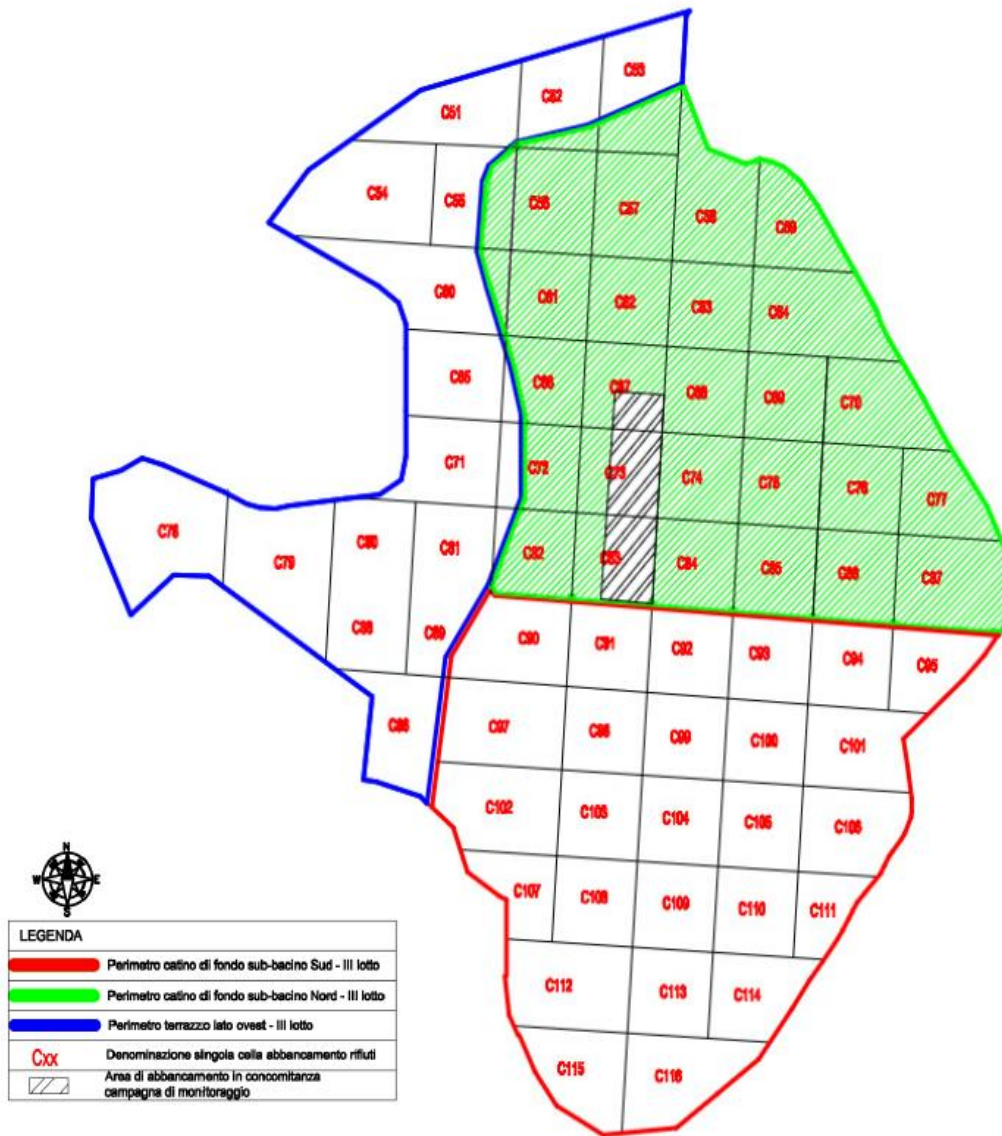 C53
C52
C51
C54
C55
C56
C57
C58
C59
C60
C61
C62
C63
C64
C65
C66
C67
C68
C69
C70
C71
C72
C73
C74
C75
C76
C77
C78
C79
C80
C81
C82
C83
C84
C85
C86
C87
C88
C89
C90
C91
C92
C93
C94
C95
C96
C97
C98
C99
C100
C101
C102
C103
C104
C105
C106
C107
C108
C109
C110
C111
C112
C113
C114
C115
C116
N
W
E
S
LEGENDA
Perimetro catino di fondo sub-bacino Sud - III lotto
Perimetro catino di fondo sub-bacino Nord - III lotto
Perimetro terrazzo lato ovest - III lotto
Cxx
Denominazione singola cella abbancamento rifiuti
Area di abbancamento in concomitanza
campagna di monitoraggio